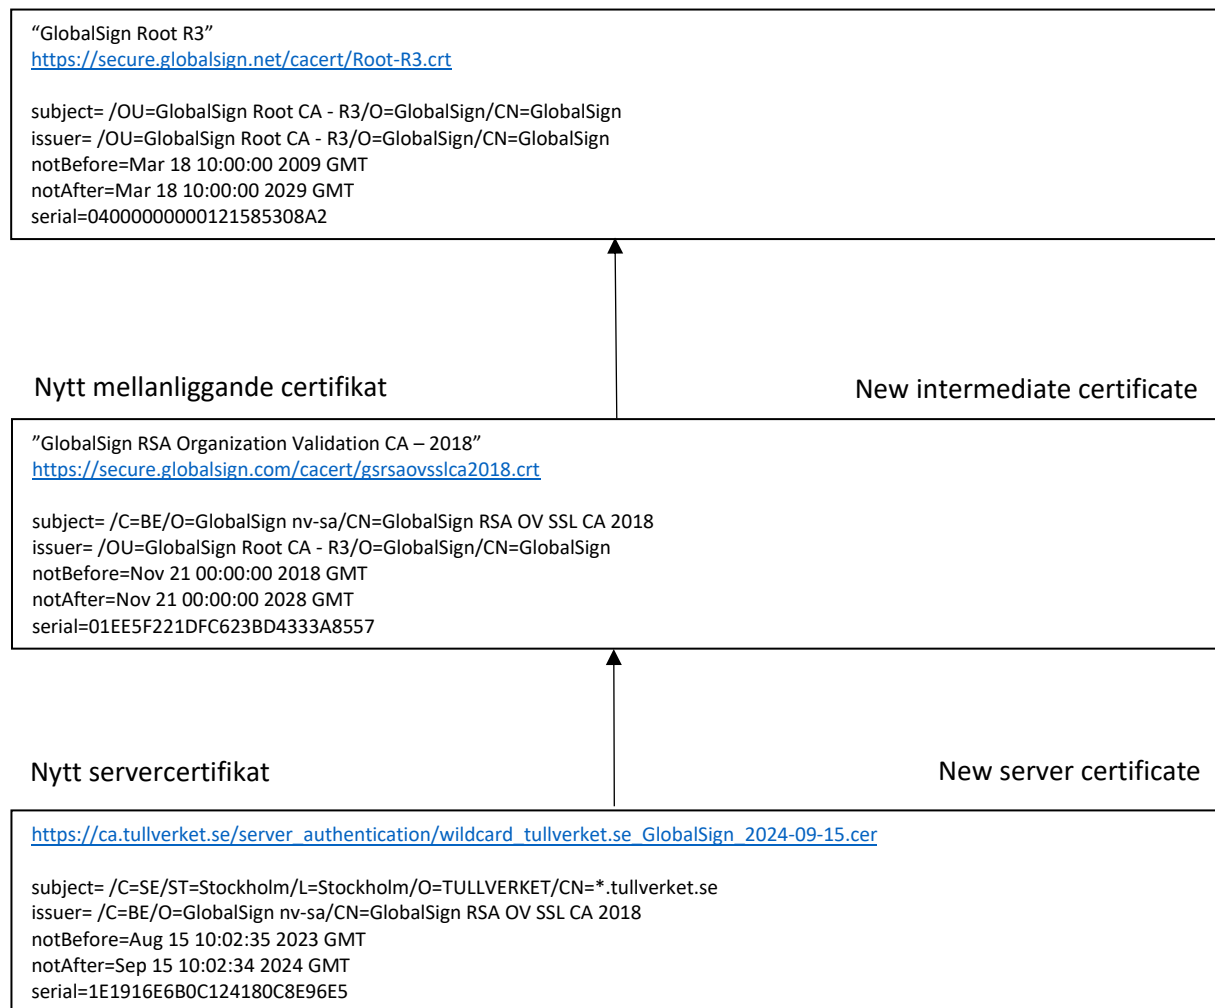 “GlobalSign Root R3”
https://secure.globalsign.net/cacert/Root-R3.crt
subject= /OU=GlobalSign Root CA - R3/O=GlobalSign/CN=GlobalSign
issuer= /OU=GlobalSign Root CA - R3/O=GlobalSign/CN=GlobalSign
notBefore=Mar 18 10:00:00 2009 GMT
notAfter=Mar 18 10:00:00 2029 GMT
serial=04000000000121585308A2
Nytt mellanliggande certifikat
New intermediate certificate
”GlobalSign RSA Organization Validation CA – 2018”
https://secure.globalsign.com/cacert/gsrsaovsslca2018.crt
subject= /C=BE/O=GlobalSign nv-sa/CN=GlobalSign RSA OV SSL CA 2018
issuer= /OU=GlobalSign Root CA - R3/O=GlobalSign/CN=GlobalSign
notBefore=Nov 21 00:00:00 2018 GMT
notAfter=Nov 21 00:00:00 2028 GMT
serial=01EE5F221DFC623BD4333A8557
Nytt servercertifikat
New server certificate
https://ca.tullverket.se/server_authentication/wildcard_tullverket.se_GlobalSign_2024-09-15.cer
subject= /C=SE/ST=Stockholm/L=Stockholm/O=TULLVERKET/CN=*.tullverket.se
issuer= /C=BE/O=GlobalSign nv-sa/CN=GlobalSign RSA OV SSL CA 2018
notBefore=Aug 15 10:02:35 2023 GMT
notAfter=Sep 15 10:02:34 2024 GMT
serial=1E1916E6B0C124180C8E96E5